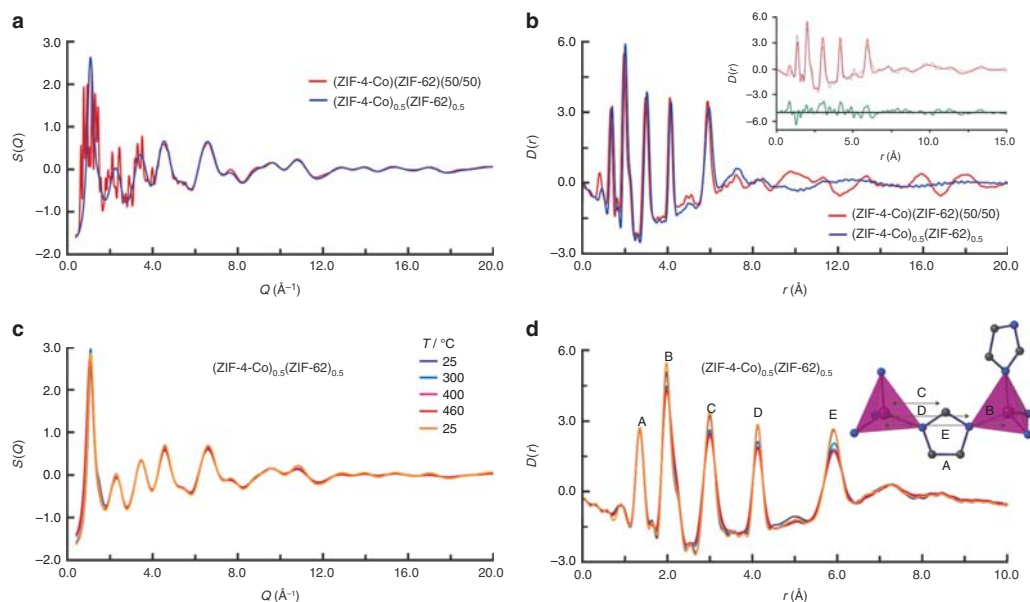 a
3.0
2.0
1.0
0.0
−1.0
−2.0
S(Q)
0.0 4.0 8.0 12.0 16.0 20.0
Q (Å⁻¹)
(ZIF-4-Co)(ZIF-62)(50/50)
(ZIF-4-Co)₀.₅(ZIF-62)₀.₅
b
6.0
3.0
0.0
−3.0
D(r)
0.0 4.0 8.0 12.0 16.0 20.0
r (Å)
(ZIF-4-Co)(ZIF-62)(50/50)
(ZIF-4-Co)₀.₅(ZIF-62)₀.₅
6.0
3.0
0.0
−3.0
−6.0
D(r)
0.0 5.0 10.0 15.0
r (Å)
c
3.0
2.0
1.0
0.0
−1.0
−2.0
S(Q)
(ZIF-4-Co)₀.₅(ZIF-62)₀.₅
T / °C
25
300
400
460
25
0.0 4.0 8.0 12.0 16.0 20.0
Q (Å⁻¹)
d
6.0
3.0
0.0
−3.0
D(r)
(ZIF-4-Co)₀.₅(ZIF-62)₀.₅
A
B
C
D
E
C
D
B
E
A
0.0 2.0 4.0 6.0 8.0 10.0
r (Å)